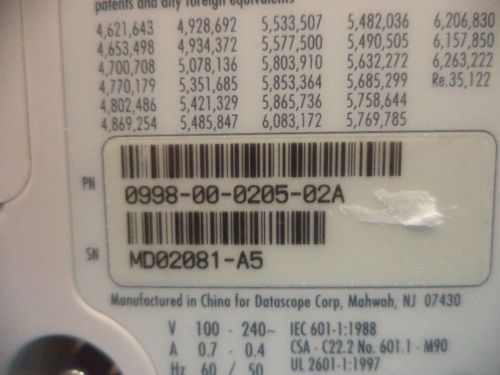 patents and any foreign equivalents
4,621,643 4,928,692 5,533,507 5,482,036 6,206,830
4,653,498 4,934,372 5,577,500 5,490,505 6,157,850
4,700,708 5,078,136 5,803,910 5,632,272 6,263,222
4,770,179 5,351,685 5,853,364 5,685,299 Re.35,122
4,802,486 5,421,329 5,865,736 5,758,644
4,869,254 5,485,847 6,083,172 5,769,785
PN 0998-00-0205-02A
SN MD02081-A5
Manufactured in China for Datascope Corp, Mahwah, NJ 07430
V 100 - 240~ IEC 601-1:1988
A 0.7 - 0.4 CSA - C22.2 No. 601.1 - M90
Hz 60 / 50 UL 2601-1:1997